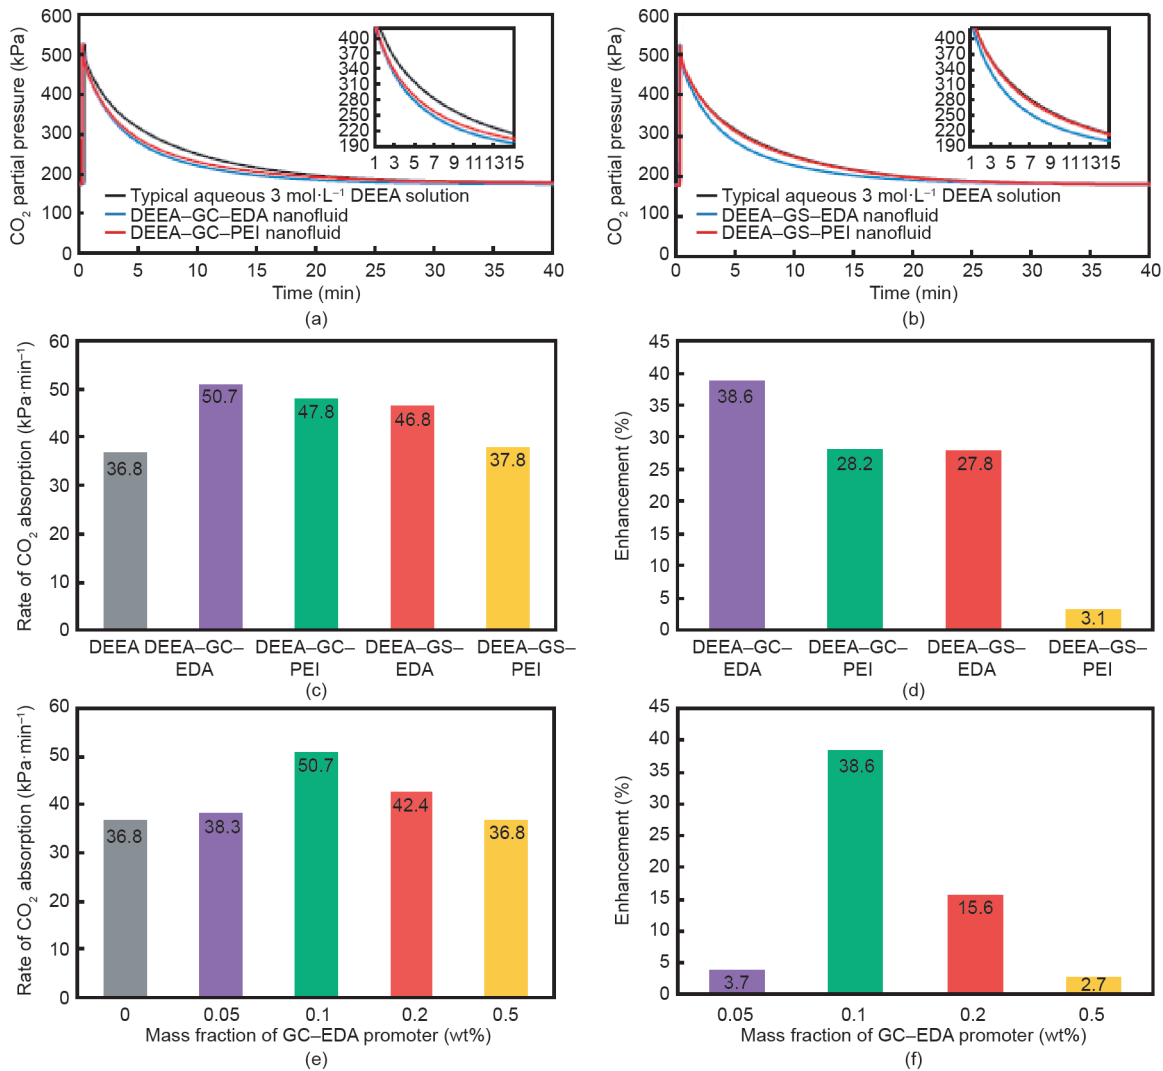 CO2 partial pressure (kPa)
600
500
400
300
200
100
0
400
370
340
310
280
250
220
190
1 3 5 7 9 11 13 15
Typical aqueous 3 mol·L−1 DEEA solution
DEEA–GC–EDA nanofluid
DEEA–GC–PEI nanofluid
0 5 10 15 20 25 30 35 40
Time (min)
(a)
CO2 partial pressure (kPa)
600
500
400
300
200
100
0
400
370
340
310
280
250
220
190
1 3 5 7 9 11 13 15
Typical aqueous 3 mol·L−1 DEEA solution
DEEA–GS–EDA nanofluid
DEEA–GS–PEI nanofluid
0 5 10 15 20 25 30 35 40
Time (min)
(b)
Rate of CO2 absorption (kPa·min−1)
60
50
40
30
20
10
0
36.8
50.7
47.8
46.8
37.8
DEEA DEEA–GC– DEEA–GC– DEEA–GS– DEEA–GS–
EDA PEI EDA PEI
(c)
Enhancement (%)
45
40
35
30
25
20
15
10
5
0
38.6
28.2
27.8
3.1
DEEA–GC– DEEA–GC– DEEA–GS– DEEA–GS–
EDA PEI EDA PEI
(d)
Rate of CO2 absorption (kPa·min−1)
60
50
40
30
20
10
0
36.8
38.3
50.7
42.4
36.8
0 0.05 0.1 0.2 0.5
Mass fraction of GC–EDA promoter (wt%)
(e)
Enhancement (%)
45
40
35
30
25
20
15
10
5
0
3.7
38.6
15.6
2.7
0.05 0.1 0.2 0.5
Mass fraction of GC–EDA promoter (wt%)
(f)